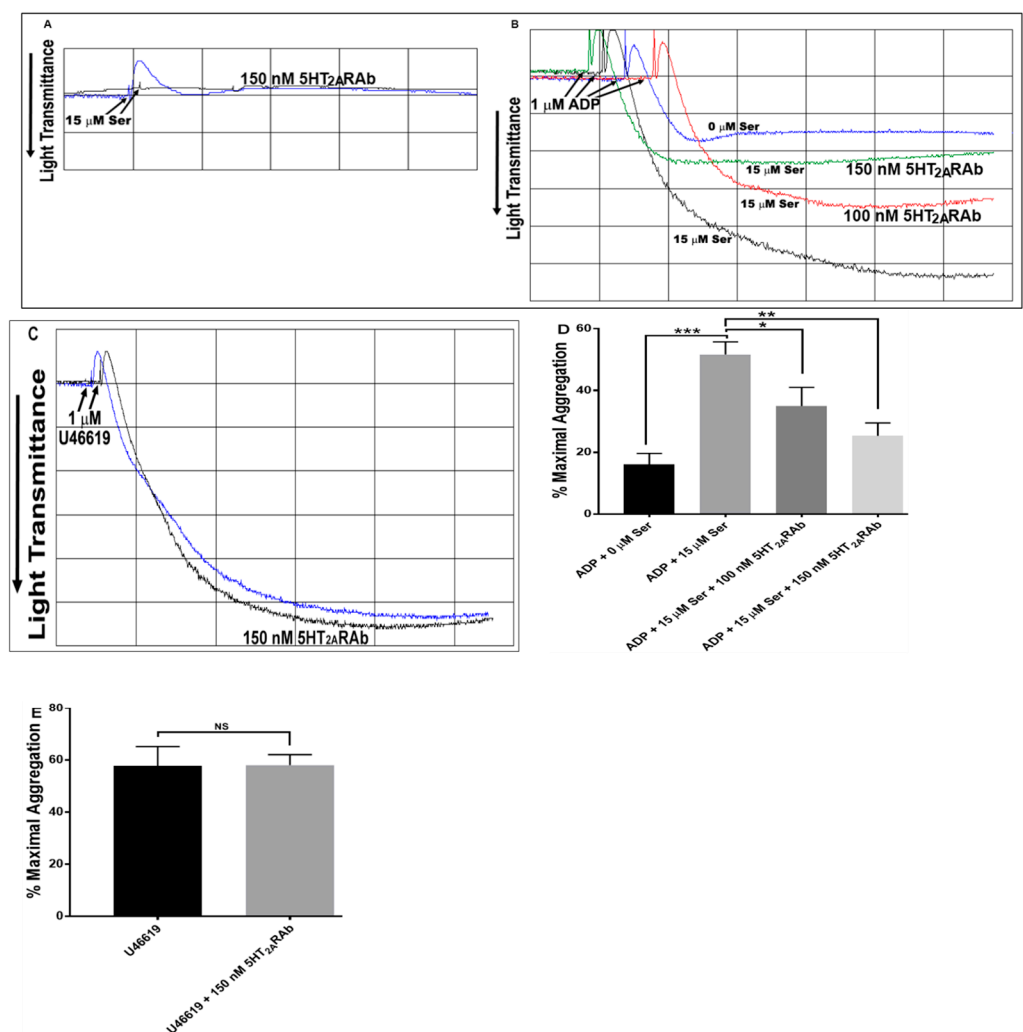 A
Light Transmittance
150 nM 5HT2ARAb
15 μM Ser
B
Light Transmittance
1 μM ADP
0 μM Ser
15 μM Ser
150 nM 5HT2ARAb
15 μM Ser
100 nM 5HT2ARAb
15 μM Ser
C
Light Transmittance
1 μM
U46619
150 nM 5HT2ARAb
D
% Maximal Aggregation
60
40
20
0
***
**
*
ADP + 0 μM Ser
ADP + 15 μM Ser
ADP + 15 μM Ser + 100 nM 5HT2ARAb
ADP + 15 μM Ser + 150 nM 5HT2ARAb
% Maximal Aggregation
80
60
40
20
0
NS
U46619
U46619 + 150 nM 5HT2ARAb